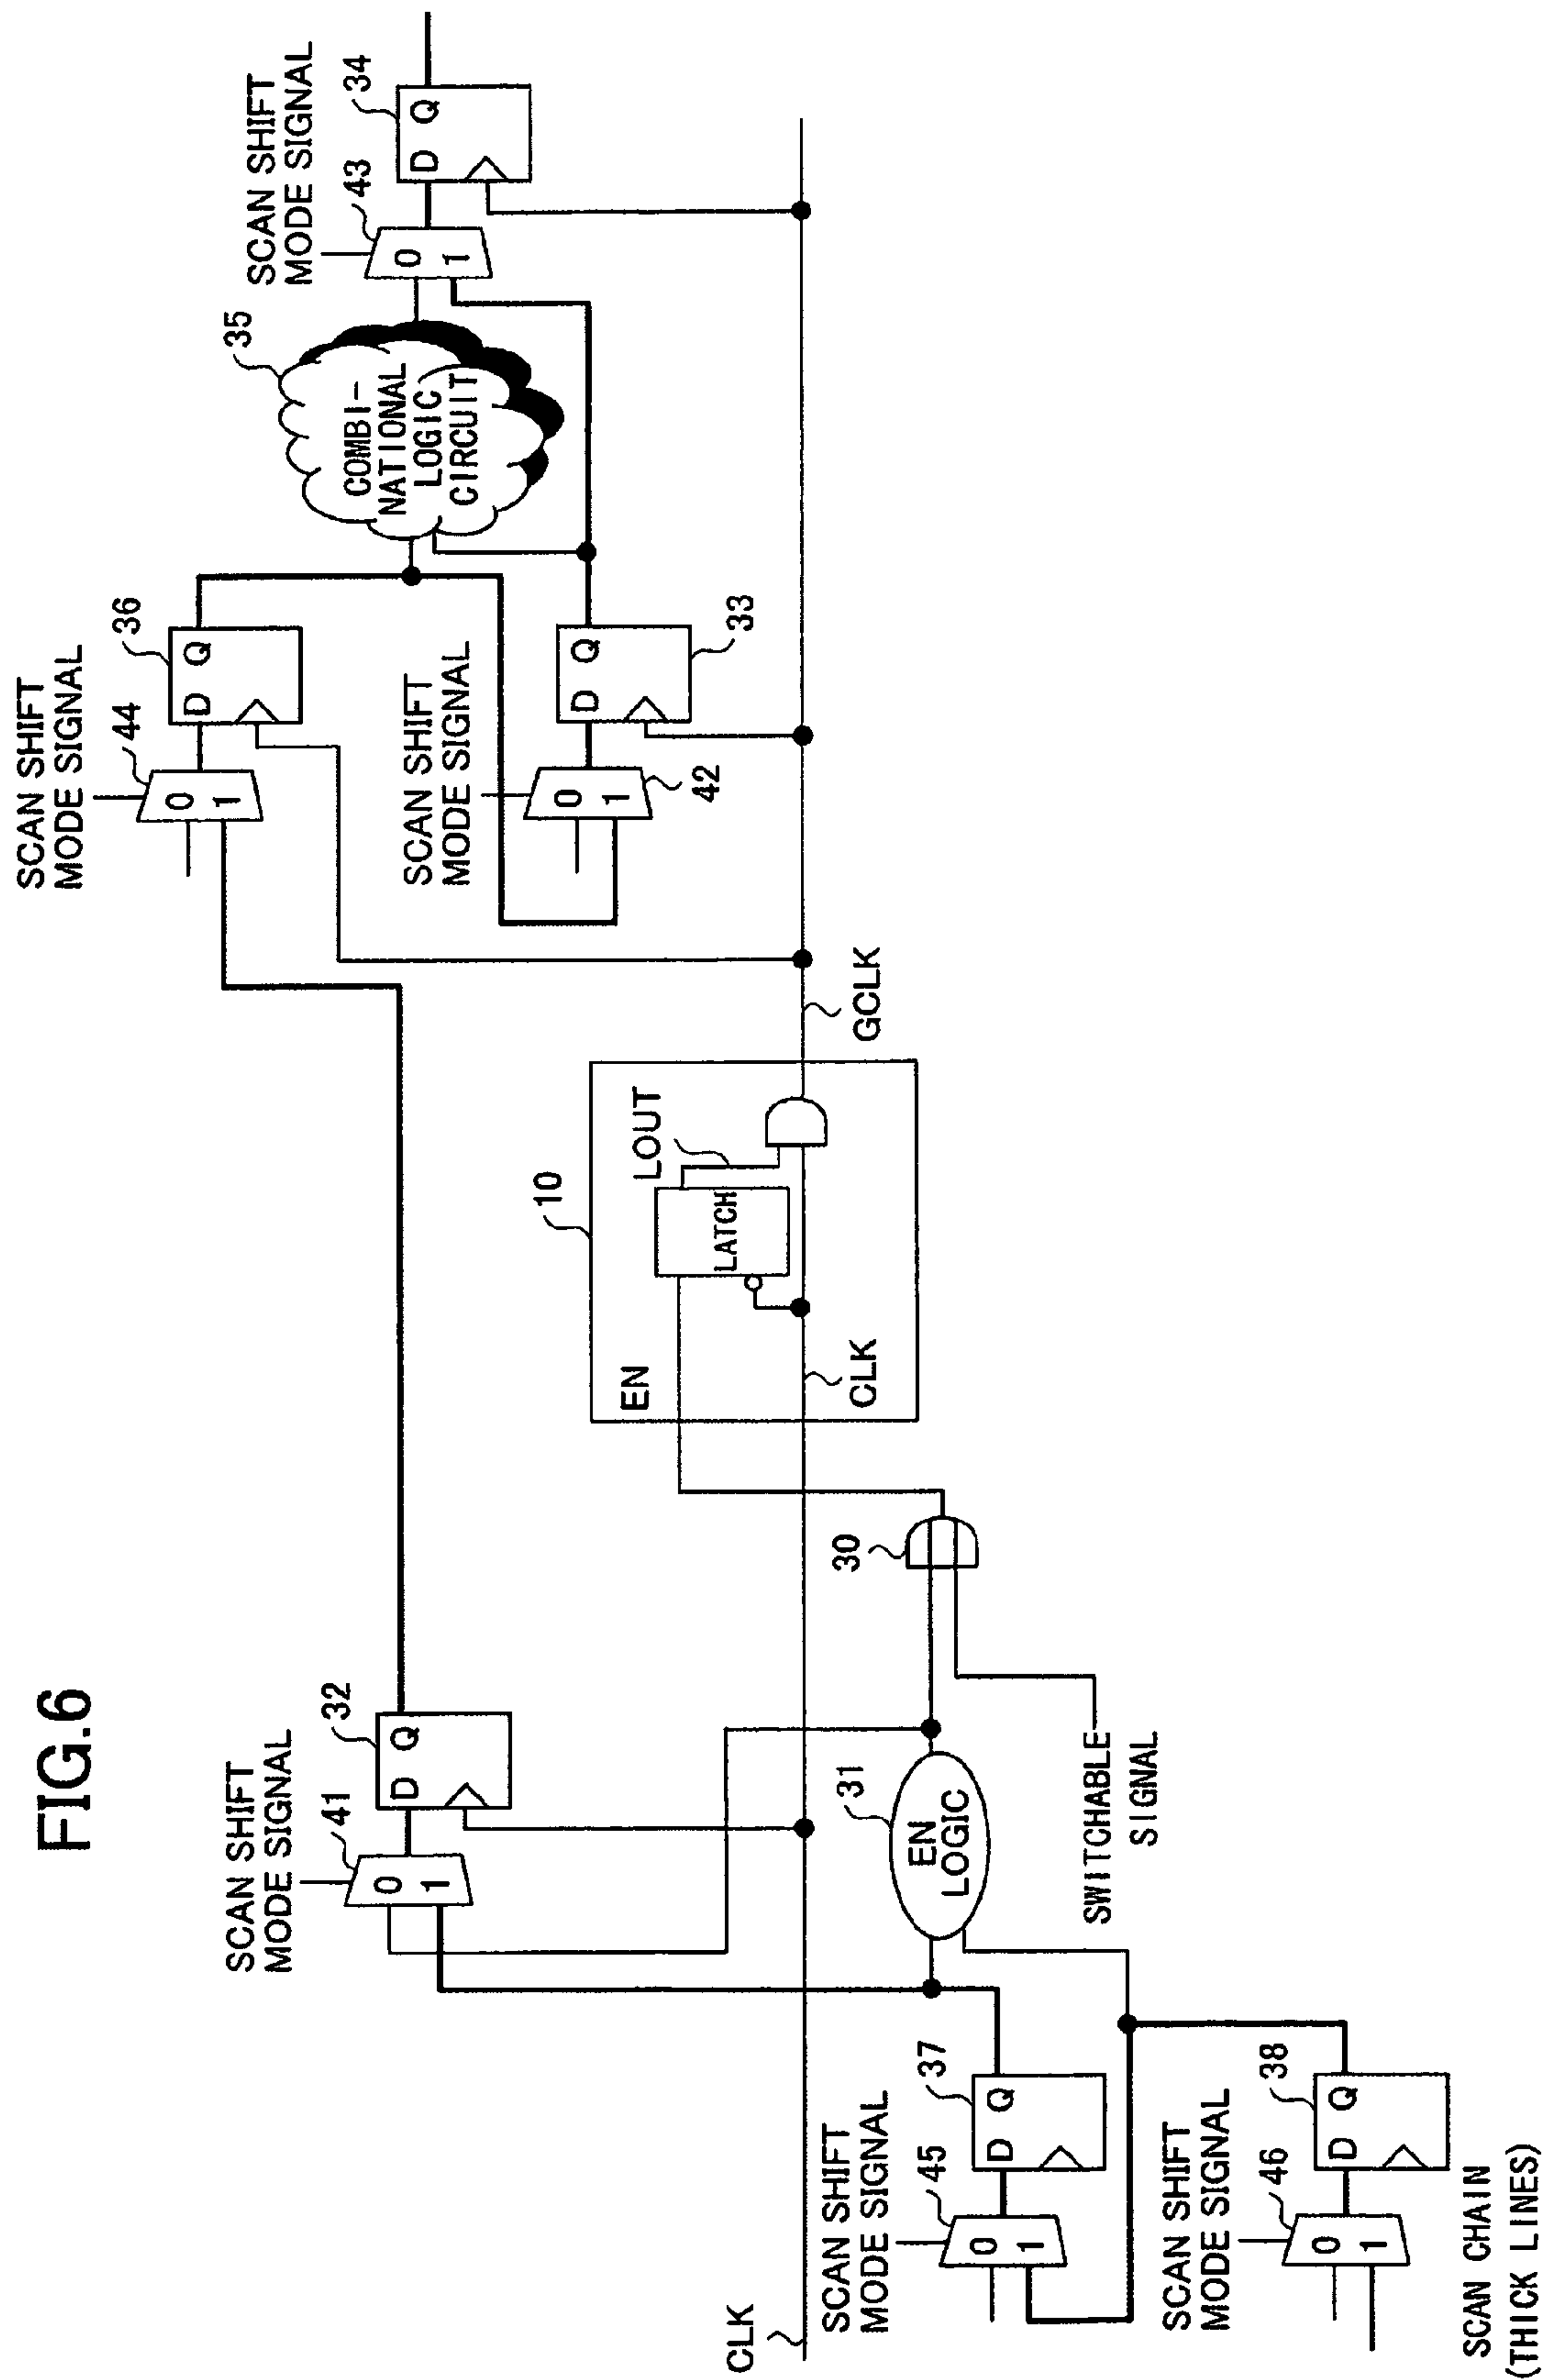 FIG.6
SCAN SHIFT
MODE SIGNAL
44
0
1
D Q
36
SCAN SHIFT
MODE SIGNAL
42
0
1
D Q
33
35
COMBI-
NATIONAL
LOGIC
CIRCUIT
SCAN SHIFT
MODE SIGNAL
43
0
1
D Q
34
SCAN SHIFT
MODE SIGNAL
41
0
1
D Q
32
10
EN
LATCH
LOUT
CLK
GCLK
CLK
31
EN
LOGIC
30
SWITCHABLE
SIGNAL
SCAN SHIFT
MODE SIGNAL
45
0
1
D Q
37
SCAN SHIFT
MODE SIGNAL
46
0
1
D Q
38
SCAN CHAIN
(THICK LINES)